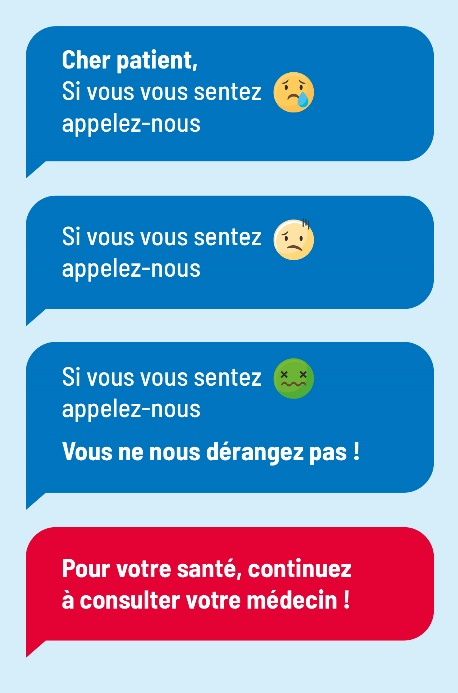 Cher patient,
Si vous vous sentez 😢
appelez-nous
Si vous vous sentez
appelez-nous
Si vous vous sentez
appelez-nous
Vous ne nous dérangez pas !
Pour votre santé, continuez
à consulter votre médecin !